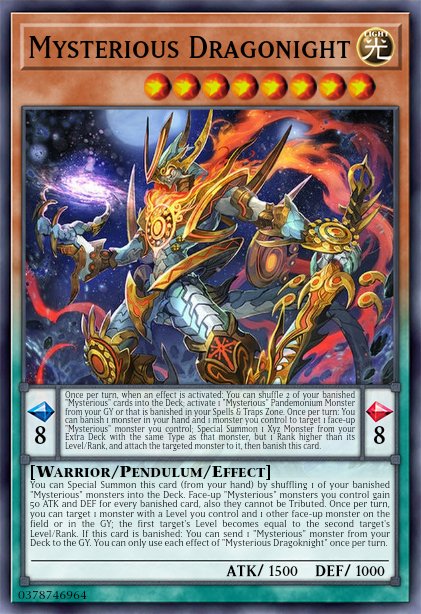 Mysterious Dragonight
LIGHT
光
Once per turn, when an effect is activated: You can shuffle 2 of your banished
"Mysterious" cards into the Deck, activate 1 "Mysterious" Pandemonium Monster
from your GY or that is banished in your Spells & Traps Zone. Once per turn: You
can banish 1 monster in your hand and 1 monster you control to target 1 face-up
"Mysterious" monster you control; Special Summon 1 Xyz Monster from your
Extra Deck with the same Type as that monster, but 1 Rank higher than its
Level/Rank, and attach the targeted monster to it, then banish this card.
8
8
[Warrior/Pendulum/Effect]
You can Special Summon this card (from your hand) by shuffling 1 of your banished
"Mysterious" monsters into the Deck. Face-up "Mysterious" monsters you control gain
50 ATK and DEF for every banished card, also they cannot be Tributed. Once per turn,
you can target 1 monster with a Level you control and 1 other face-up monster on the
field or in the GY; the first target's Level becomes equal to the second target's
Level/Rank. If this card is banished: You can send 1 "Mysterious" monster from your
Deck to the GY. You can only use each effect of "Mysterious Dragoknight" once per turn.
ATK/ 1500 DEF/ 1000
0378746964